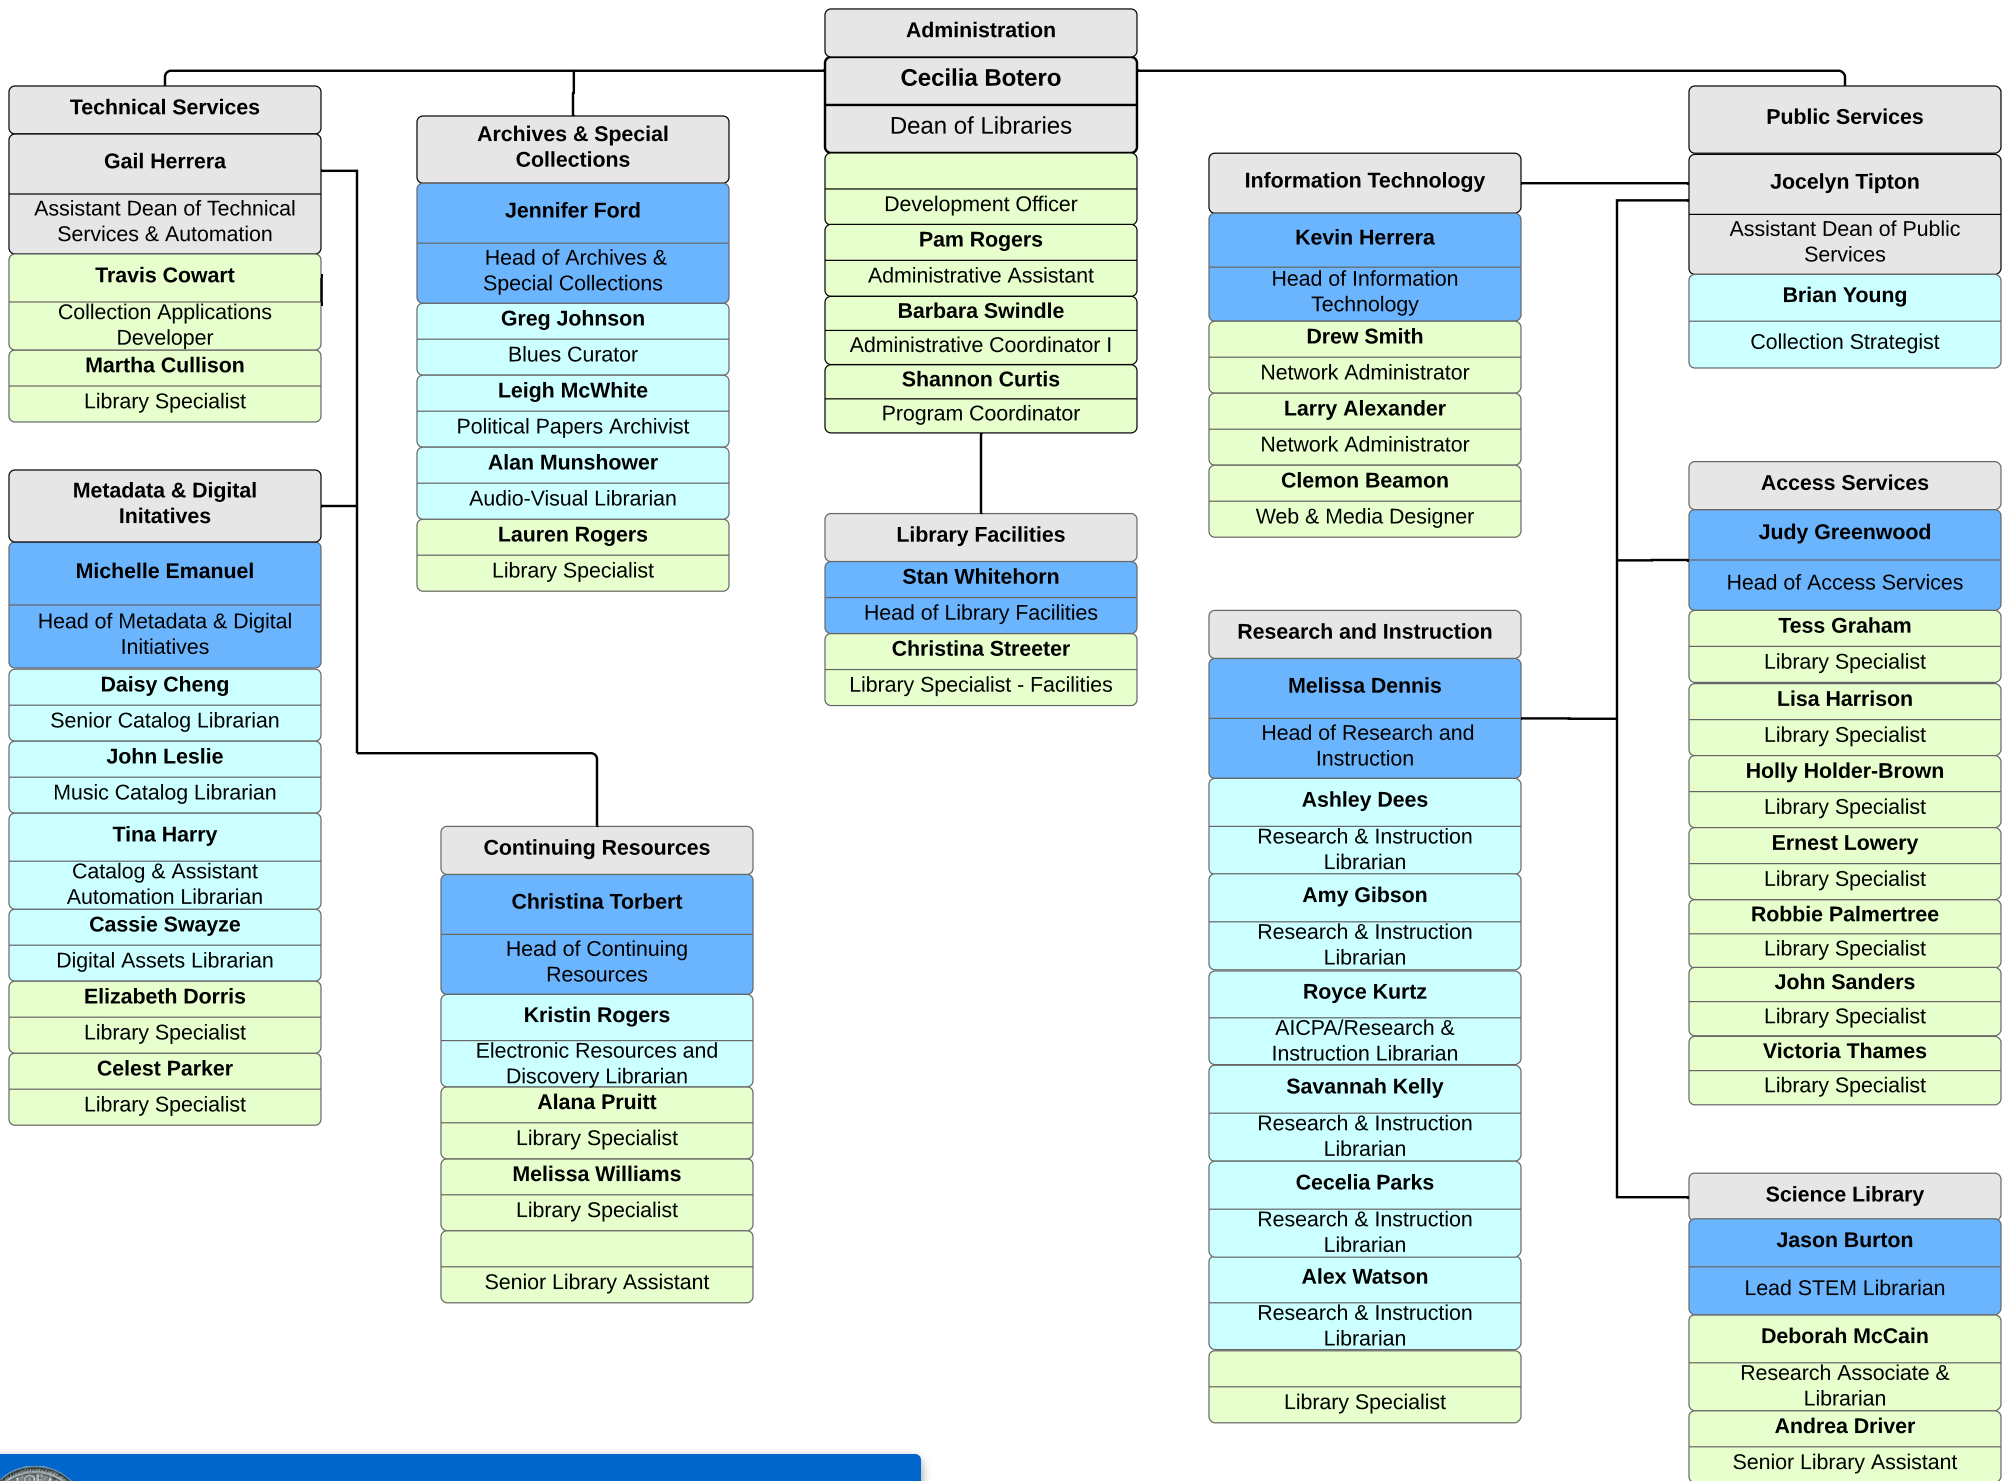 Administration
Cecilia Botero
Dean of Libraries
Development Officer
Pam Rogers
Administrative Assistant
Barbara Swindle
Administrative Coordinator I
Shannon Curtis
Program Coordinator
Library Facilities
Stan Whitehorn
Head of Library Facilities
Christina Streeter
Library Specialist - Facilities
Technical Services
Gail Herrera
Assistant Dean of Technical
Services & Automation
Travis Cowart
Collection Applications
Developer
Martha Cullison
Library Specialist
Metadata & Digital
Initatives
Michelle Emanuel
Head of Metadata & Digital
Initiatives
Daisy Cheng
Senior Catalog Librarian
John Leslie
Music Catalog Librarian
Tina Harry
Catalog & Assistant
Automation Librarian
Cassie Swayze
Digital Assets Librarian
Elizabeth Dorris
Library Specialist
Celest Parker
Library Specialist
Archives & Special
Collections
Jennifer Ford
Head of Archives &
Special Collections
Greg Johnson
Blues Curator
Leigh McWhite
Political Papers Archivist
Alan Munshower
Audio-Visual Librarian
Lauren Rogers
Library Specialist
Continuing Resources
Christina Torbert
Head of Continuing
Resources
Kristin Rogers
Electronic Resources and
Discovery Librarian
Alana Pruitt
Library Specialist
Melissa Williams
Library Specialist
Senior Library Assistant
Information Technology
Kevin Herrera
Head of Information
Technology
Drew Smith
Network Administrator
Larry Alexander
Network Administrator
Clemon Beamon
Web & Media Designer
Research and Instruction
Melissa Dennis
Head of Research and
Instruction
Ashley Dees
Research & Instruction
Librarian
Amy Gibson
Research & Instruction
Librarian
Royce Kurtz
AICPA/Research &
Instruction Librarian
Savannah Kelly
Research & Instruction
Librarian
Cecelia Parks
Research & Instruction
Librarian
Alex Watson
Research & Instruction
Librarian
Library Specialist
Public Services
Jocelyn Tipton
Assistant Dean of Public
Services
Brian Young
Collection Strategist
Access Services
Judy Greenwood
Head of Access Services
Tess Graham
Library Specialist
Lisa Harrison
Library Specialist
Holly Holder-Brown
Library Specialist
Ernest Lowery
Library Specialist
Robbie Palmertree
Library Specialist
John Sanders
Library Specialist
Victoria Thames
Library Specialist
Science Library
Jason Burton
Lead STEM Librarian
Deborah McCain
Research Associate &
Librarian
Andrea Driver
Senior Library Assistant